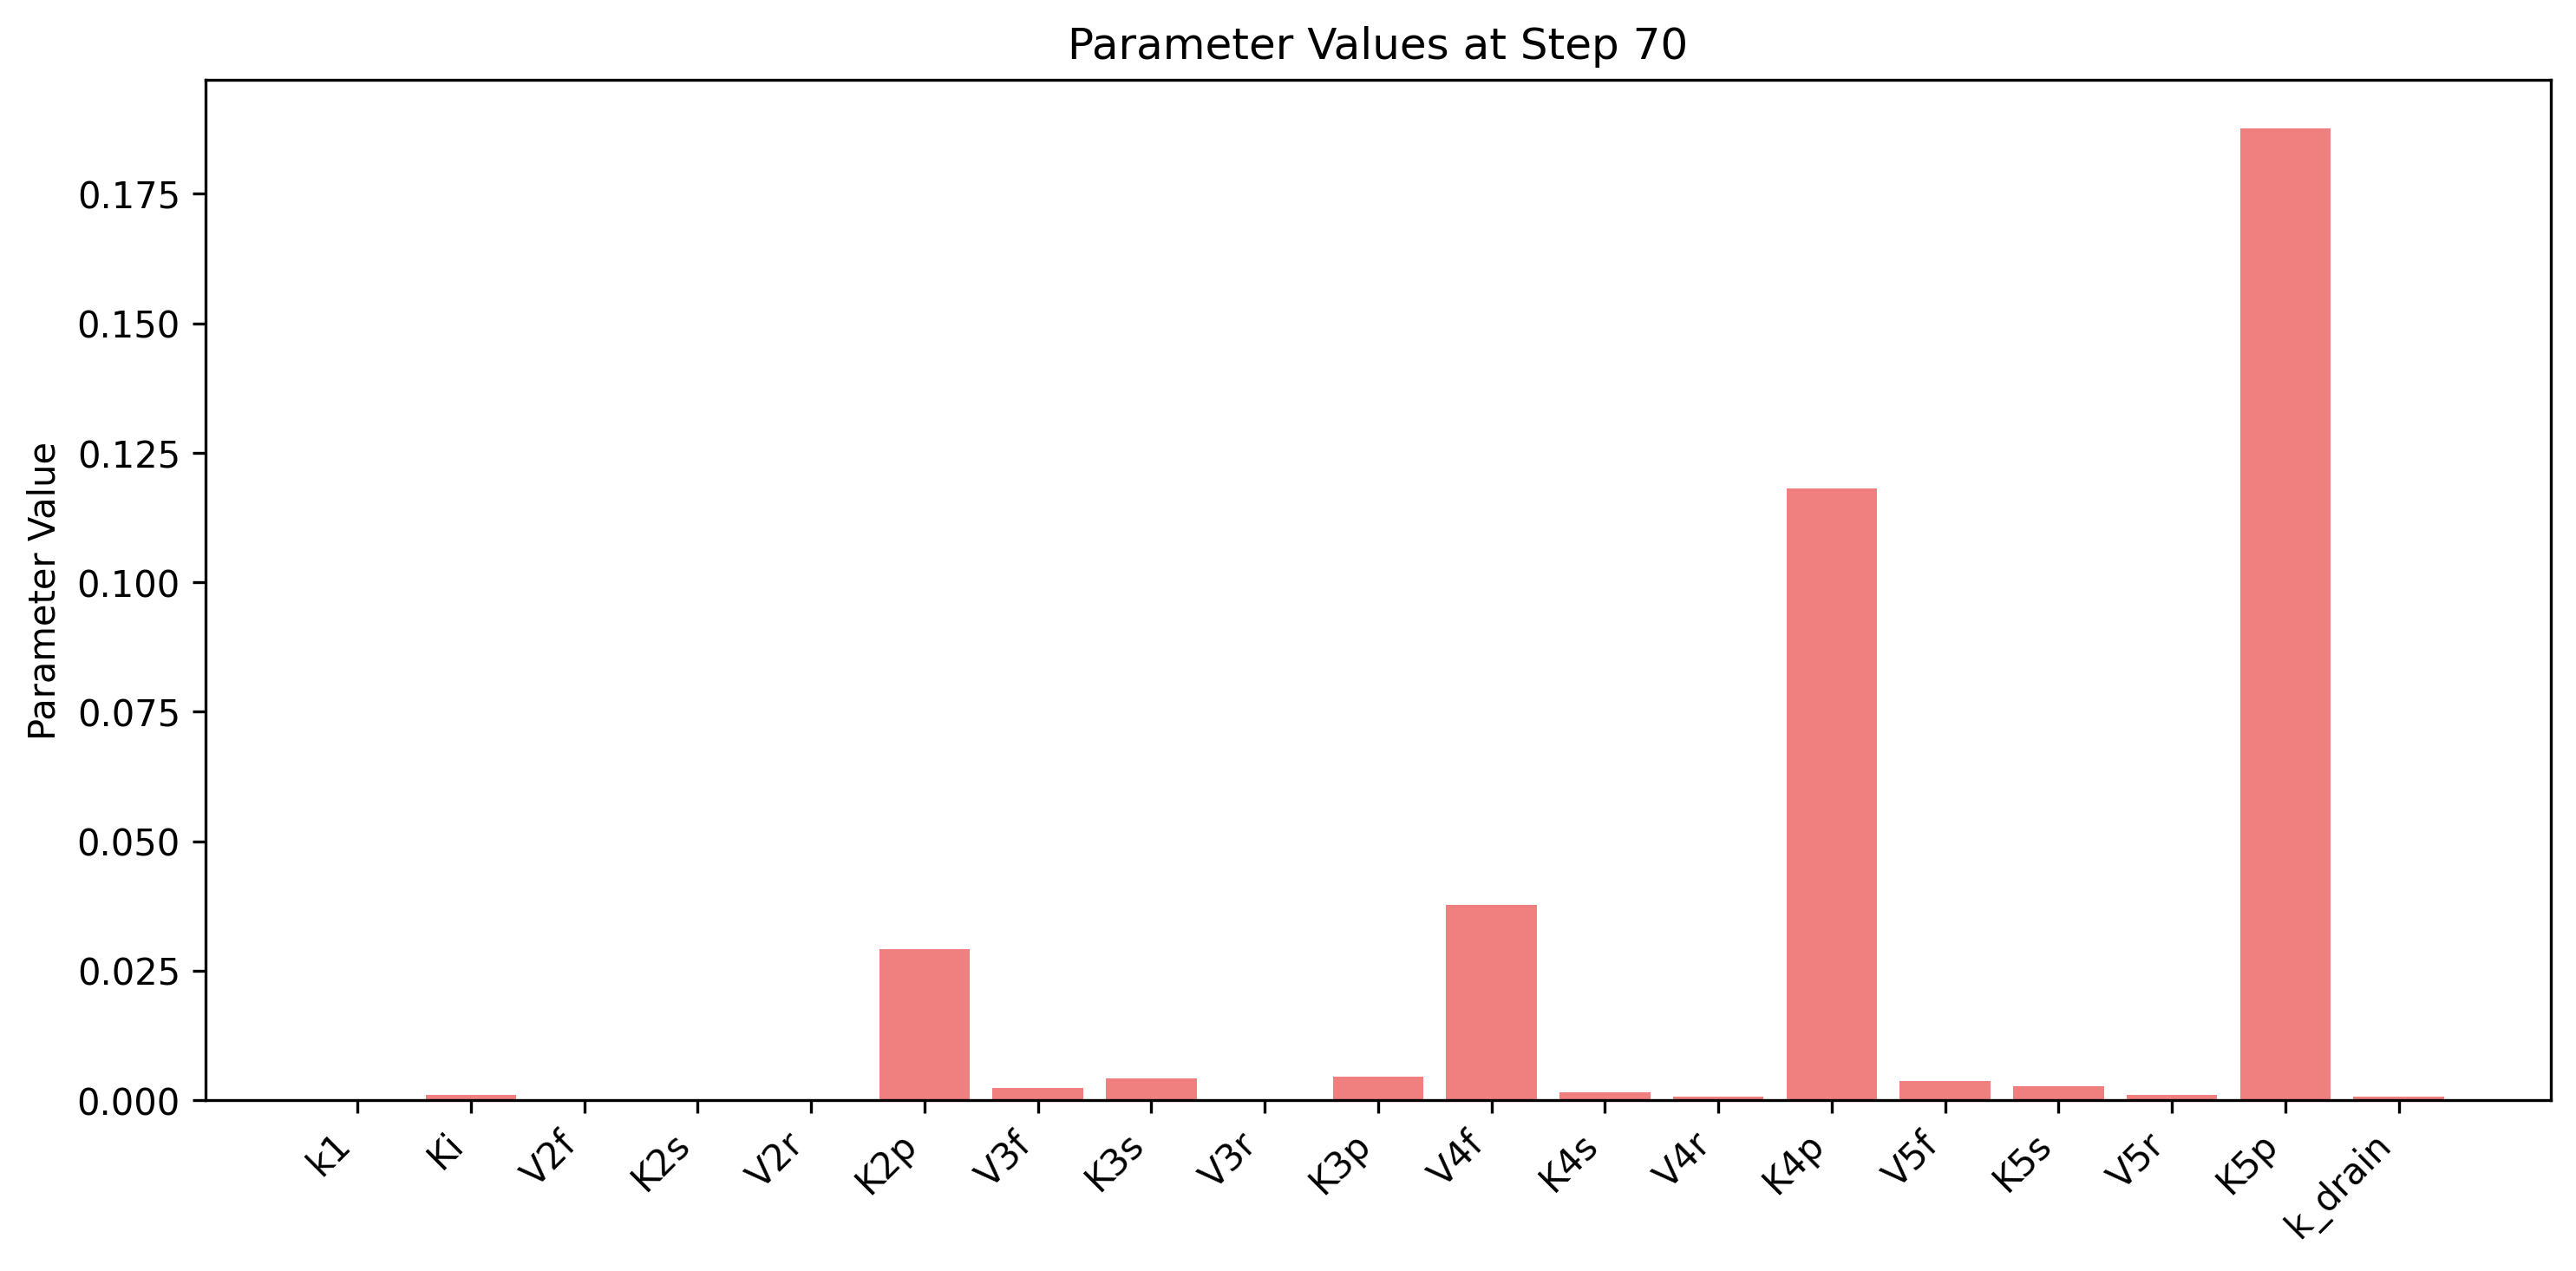 Parameter Values at Step 70
Parameter Value
0.175
0.150
0.125
0.100
0.075
0.050
0.025
0.000
k1
Ki
V2f
K2s
V2r
K2p
V3f
K3s
V3r
K3p
V4f
K4s
V4r
K4p
V5f
K5s
V5r
K5p
k_drain